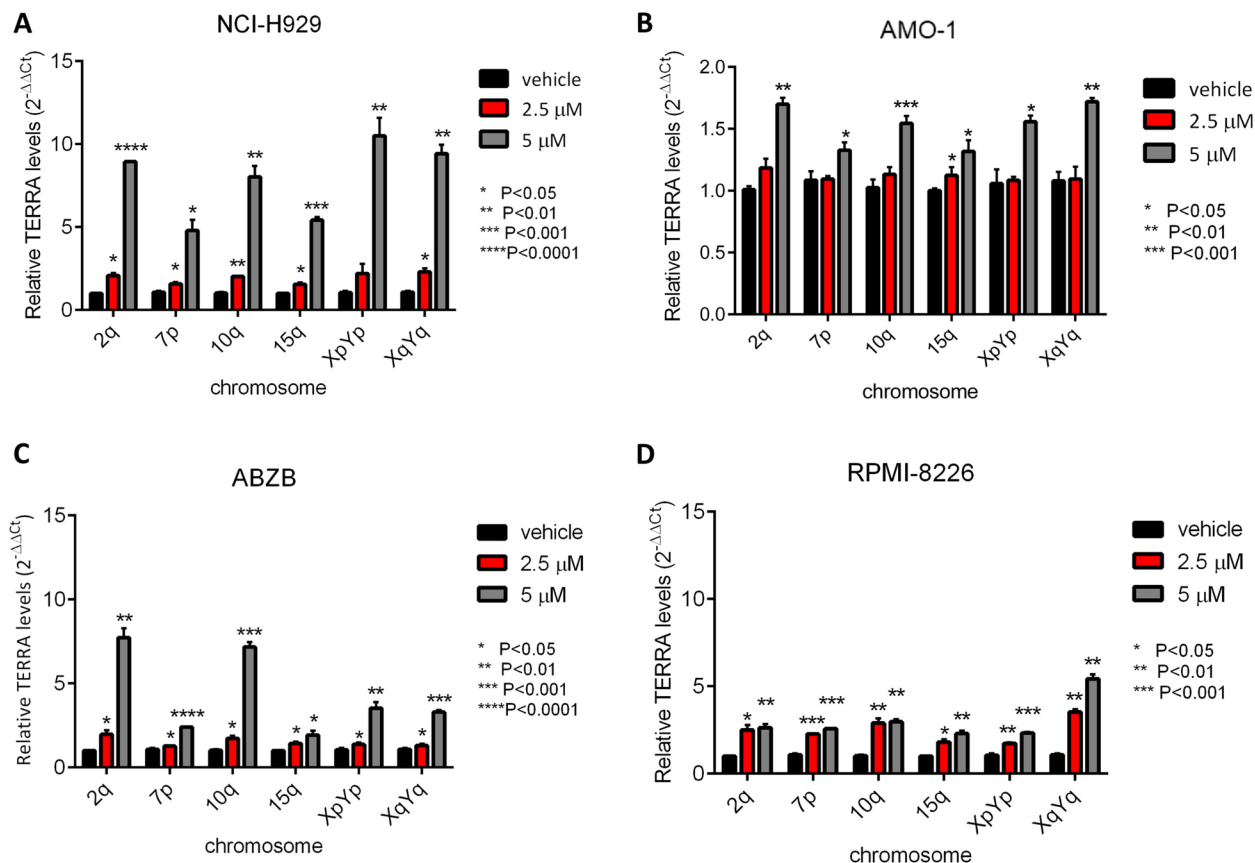 A
NCI-H929
Relative TERRA levels (2^-ΔΔCt)
15
10
5
0
**** * ** *** ** **
* * ** * *
2q 7p 10q 15q XpYp XqYq
chromosome
vehicle
2.5 μM
5 μM
* P<0.05
** P<0.01
*** P<0.001
****P<0.0001
B
AMO-1
Relative TERRA levels (2^-ΔΔCt)
2.0
1.5
1.0
0.5
0.0
** * *** * * * **
2q 7p 10q 15q XpYp XqYq
chromosome
vehicle
2.5 μM
5 μM
* P<0.05
** P<0.01
*** P<0.001
C
ABZB
Relative TERRA levels (2^-ΔΔCt)
15
10
5
0
* ** * **** * *** * * * ** * ***
2q 7p 10q 15q XpYp XqYq
chromosome
vehicle
2.5 μM
5 μM
* P<0.05
** P<0.01
*** P<0.001
****P<0.0001
D
RPMI-8226
Relative TERRA levels (2^-ΔΔCt)
15
10
5
0
* ** *** *** ** ** * ** ** *** ** **
2q 7p 10q 15q XpYp XqYq
chromosome
vehicle
2.5 μM
5 μM
* P<0.05
** P<0.01
*** P<0.001